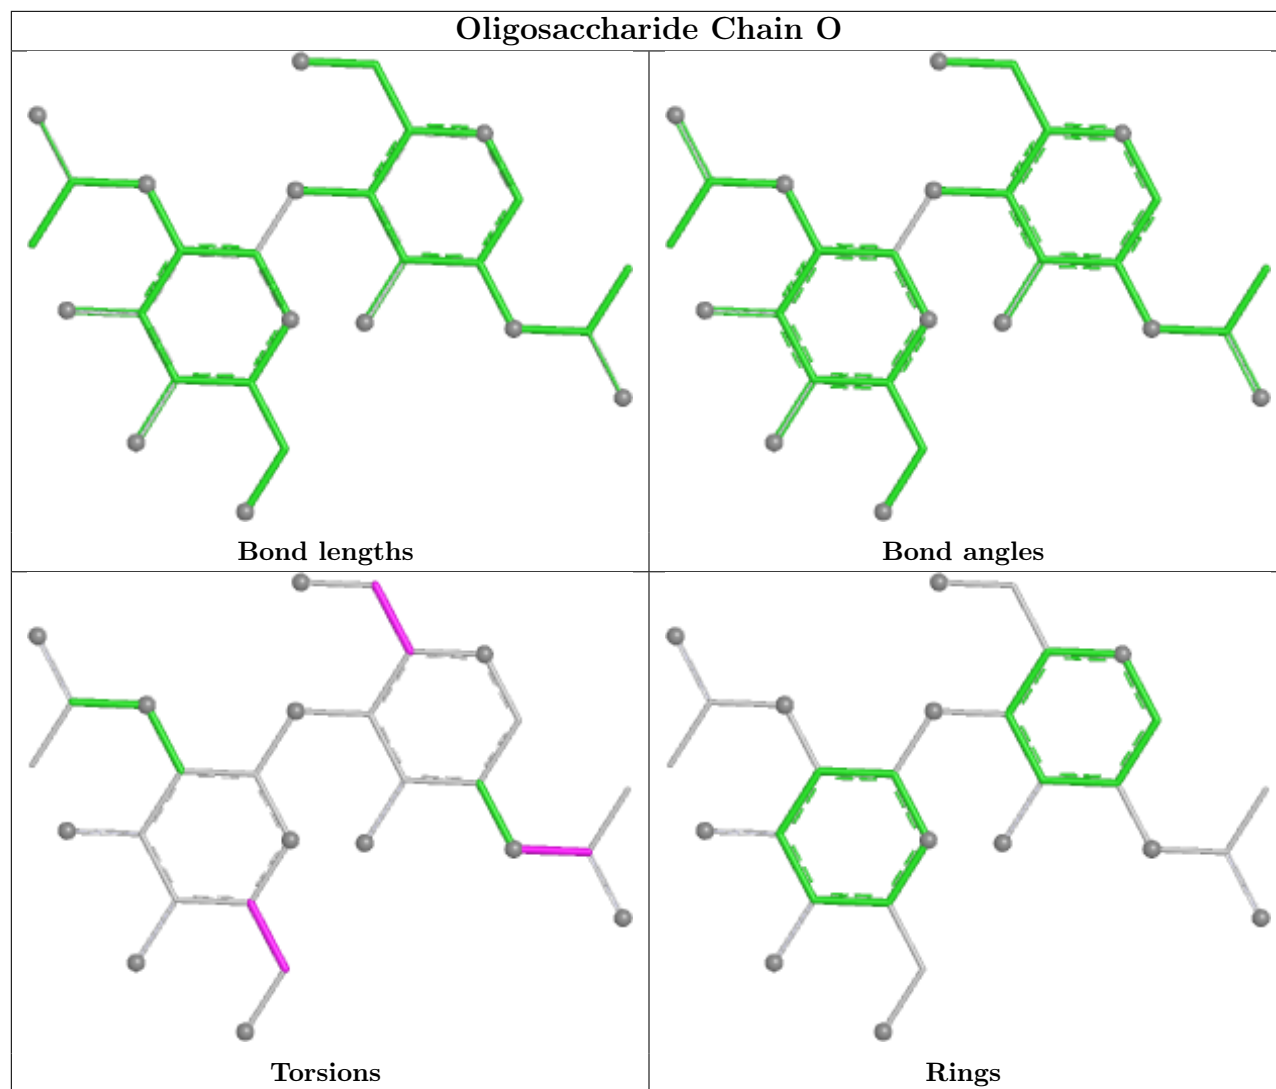 Oligosaccharide Chain O
Bond lengths
Bond angles
Torsions
Rings